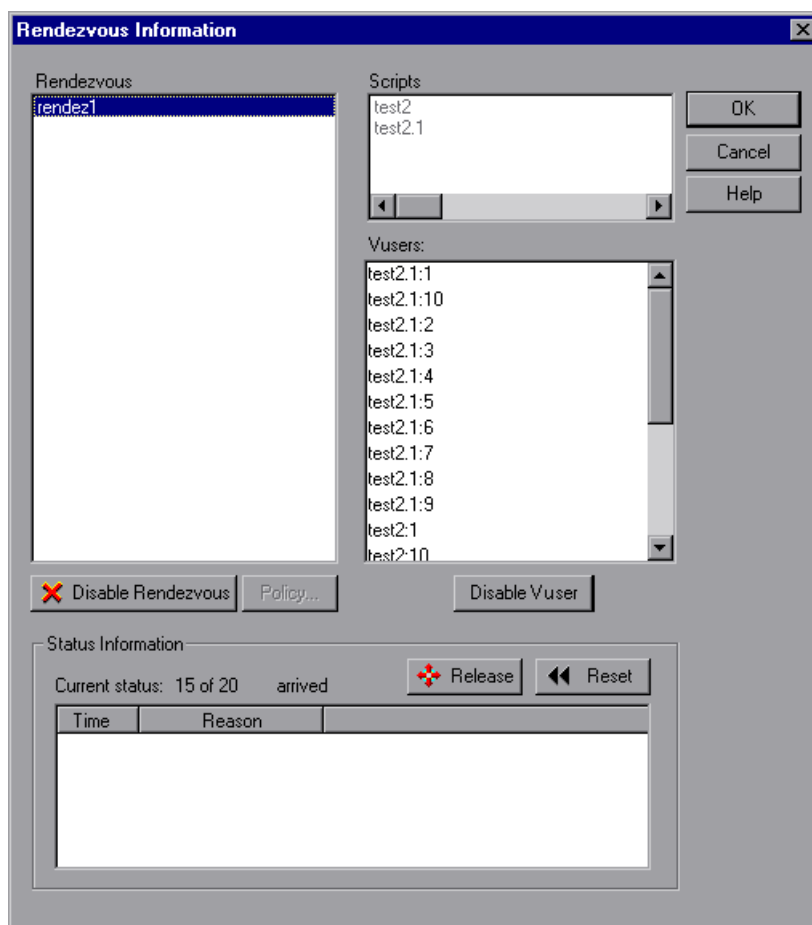 Rendezvous Information
Rendezvous
rendez1
Scripts
test2
test2.1
OK
Cancel
Help
Vusers:
test2.1:1
test2.1:10
test2.1:2
test2.1:3
test2.1:4
test2.1:5
test2.1:6
test2.1:7
test2.1:8
test2.1:9
test2:1
test2:10
Disable Rendezvous
Policy...
Disable Vuser
Status Information
Current status: 15 of 20 arrived
Release
Reset
Time Reason